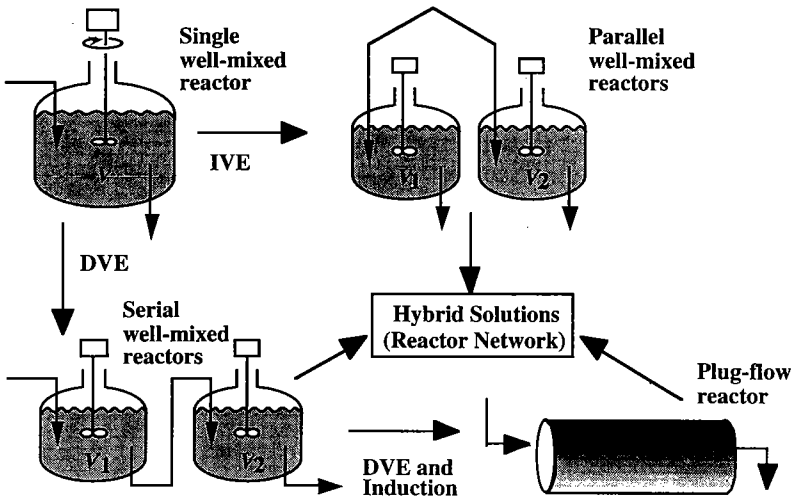 Single
well-mixed
reactor
Parallel
well-mixed
reactors
V
IVE
V1
V2
DVE
Serial
well-mixed
reactors
Hybrid Solutions
(Reactor Network)
Plug-flow
reactor
V1
V2
DVE and
Induction